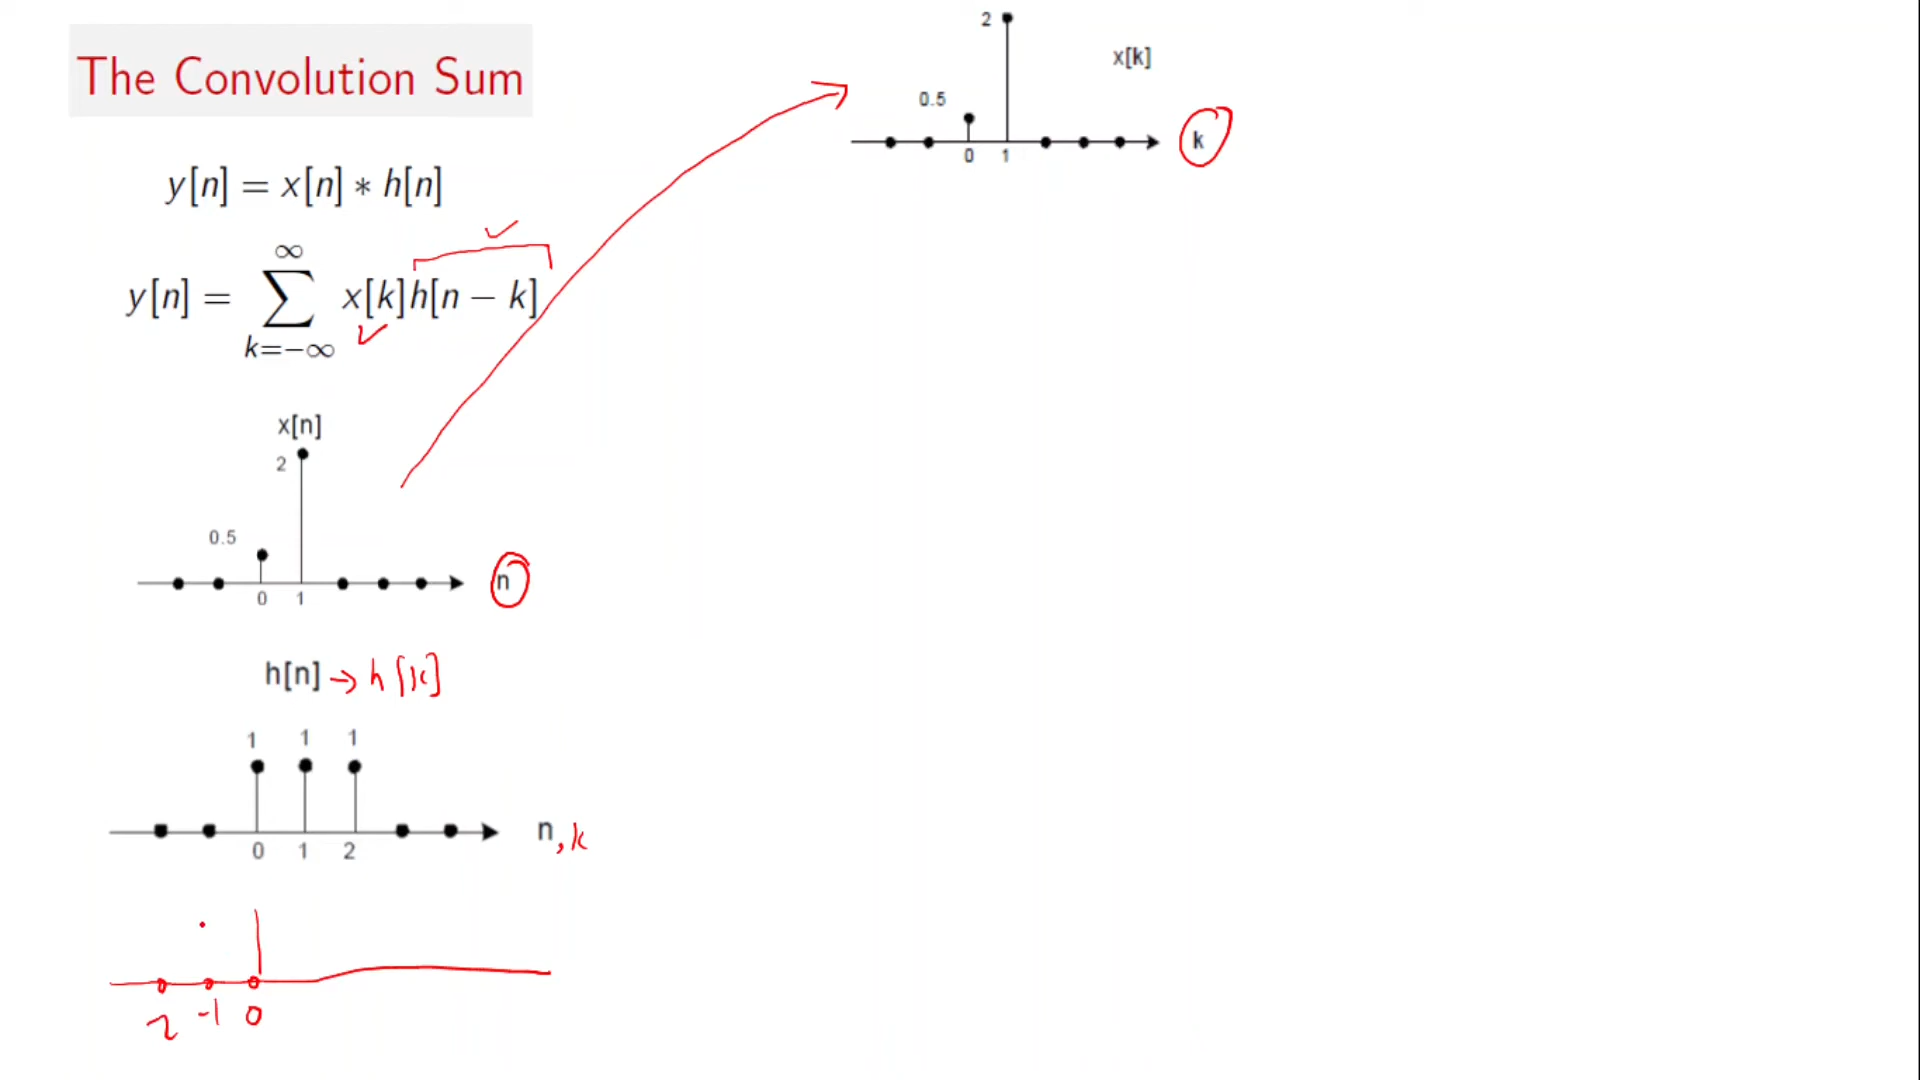 The Convolution Sum
y[n] = x[n] ∗ h[n]
∞
y[n] = ∑ x[k]h[n − k]
k=−∞
x[n]
2
0.5
n
0 1
h[n] → h[k]
1 1 1
n, k
0 1 2
2 -1 0
2
x[k]
0.5
k
0 1